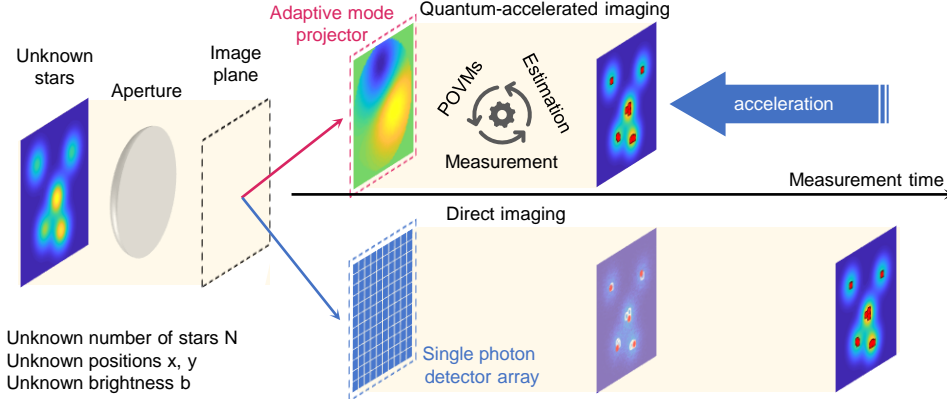 Unknown
stars
Aperture
Image
plane
Adaptive mode
projector
Quantum-accelerated imaging
POVMs
Estimation
Measurement
acceleration
Measurement time
Direct imaging
Single photon
detector array
Unknown number of stars N
Unknown positions x, y
Unknown brightness b